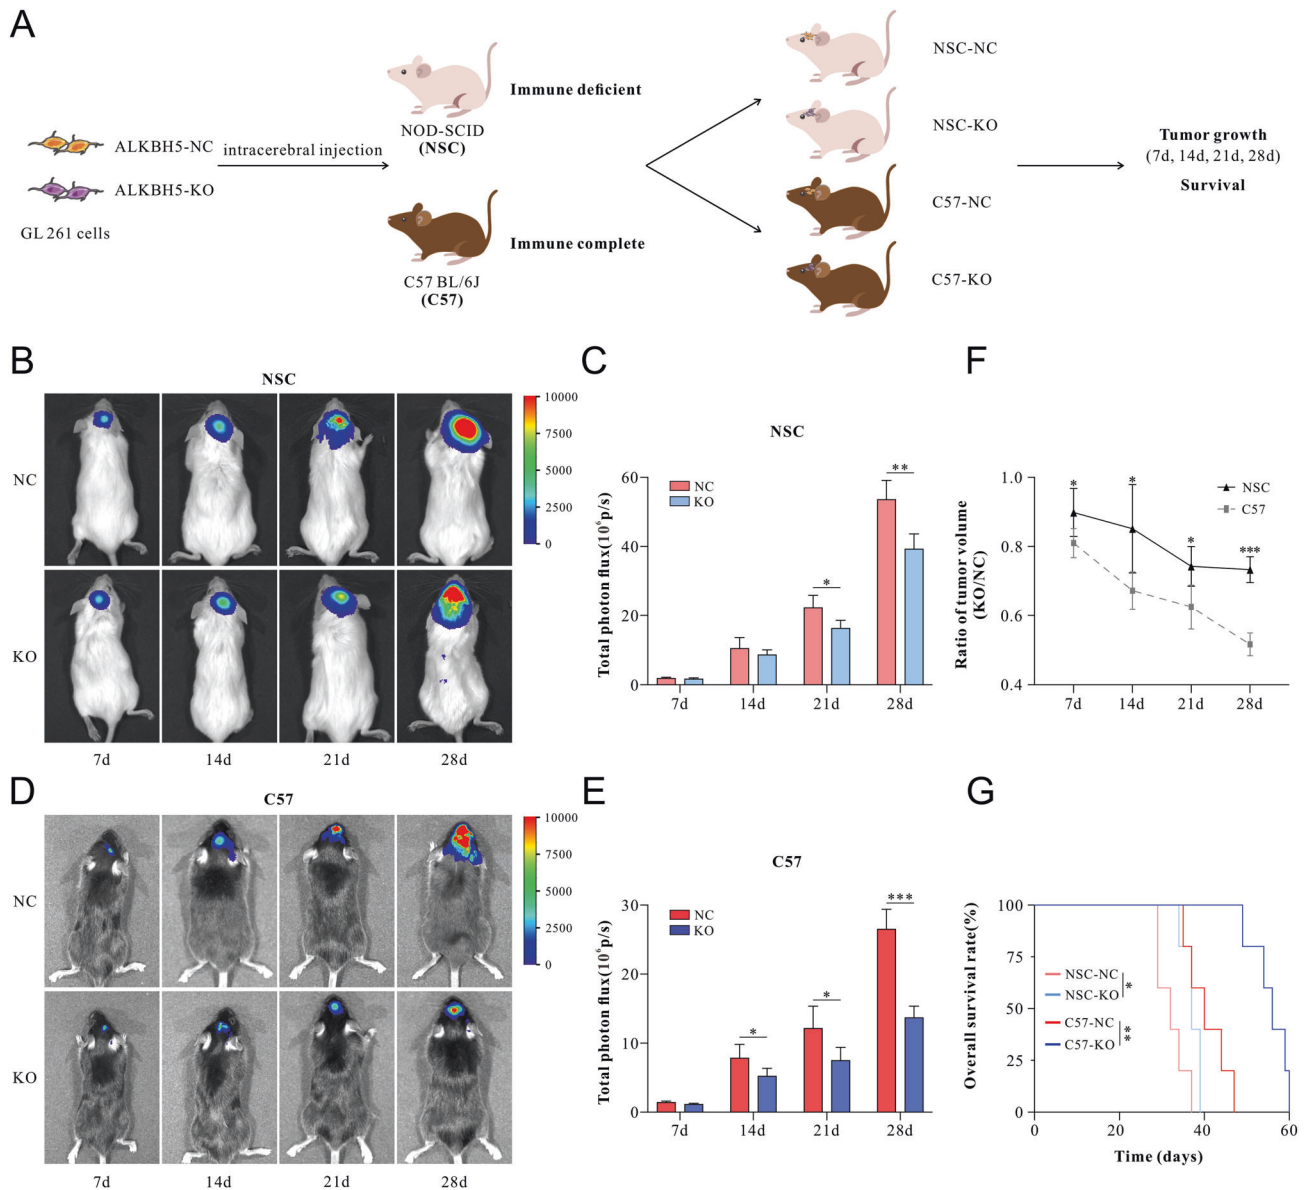 A
ALKBH5-NC
ALKBH5-KO
GL 261 cells
intracerebral injection
NOD-SCID
(NSC)
Immune deficient
C57 BL/6J
(C57)
Immune complete
NSC-NC
NSC-KO
C57-NC
C57-KO
Tumor growth
(7d, 14d, 21d, 28d)
Survival
B
NSC
NC
KO
7d 14d 21d 28d
10000
7500
5000
2500
0
C
NSC
Total photon flux(10⁶p/s)
60
40
20
0
NC
KO
*
**
7d 14d 21d 28d
F
Ratio of tumor volume
(KO/NC)
1.0
0.8
0.6
0.4
NSC
C57
* * * ***
7d 14d 21d 28d
D
C57
NC
KO
7d 14d 21d 28d
10000
7500
5000
2500
0
E
C57
Total photon flux(10⁶p/s)
30
20
10
0
NC
KO
*
*
***
7d 14d 21d 28d
G
Overall survival rate(%)
100
75
50
25
0
NSC-NC
NSC-KO
*
C57-NC
C57-KO
**
0 20 40 60
Time (days)